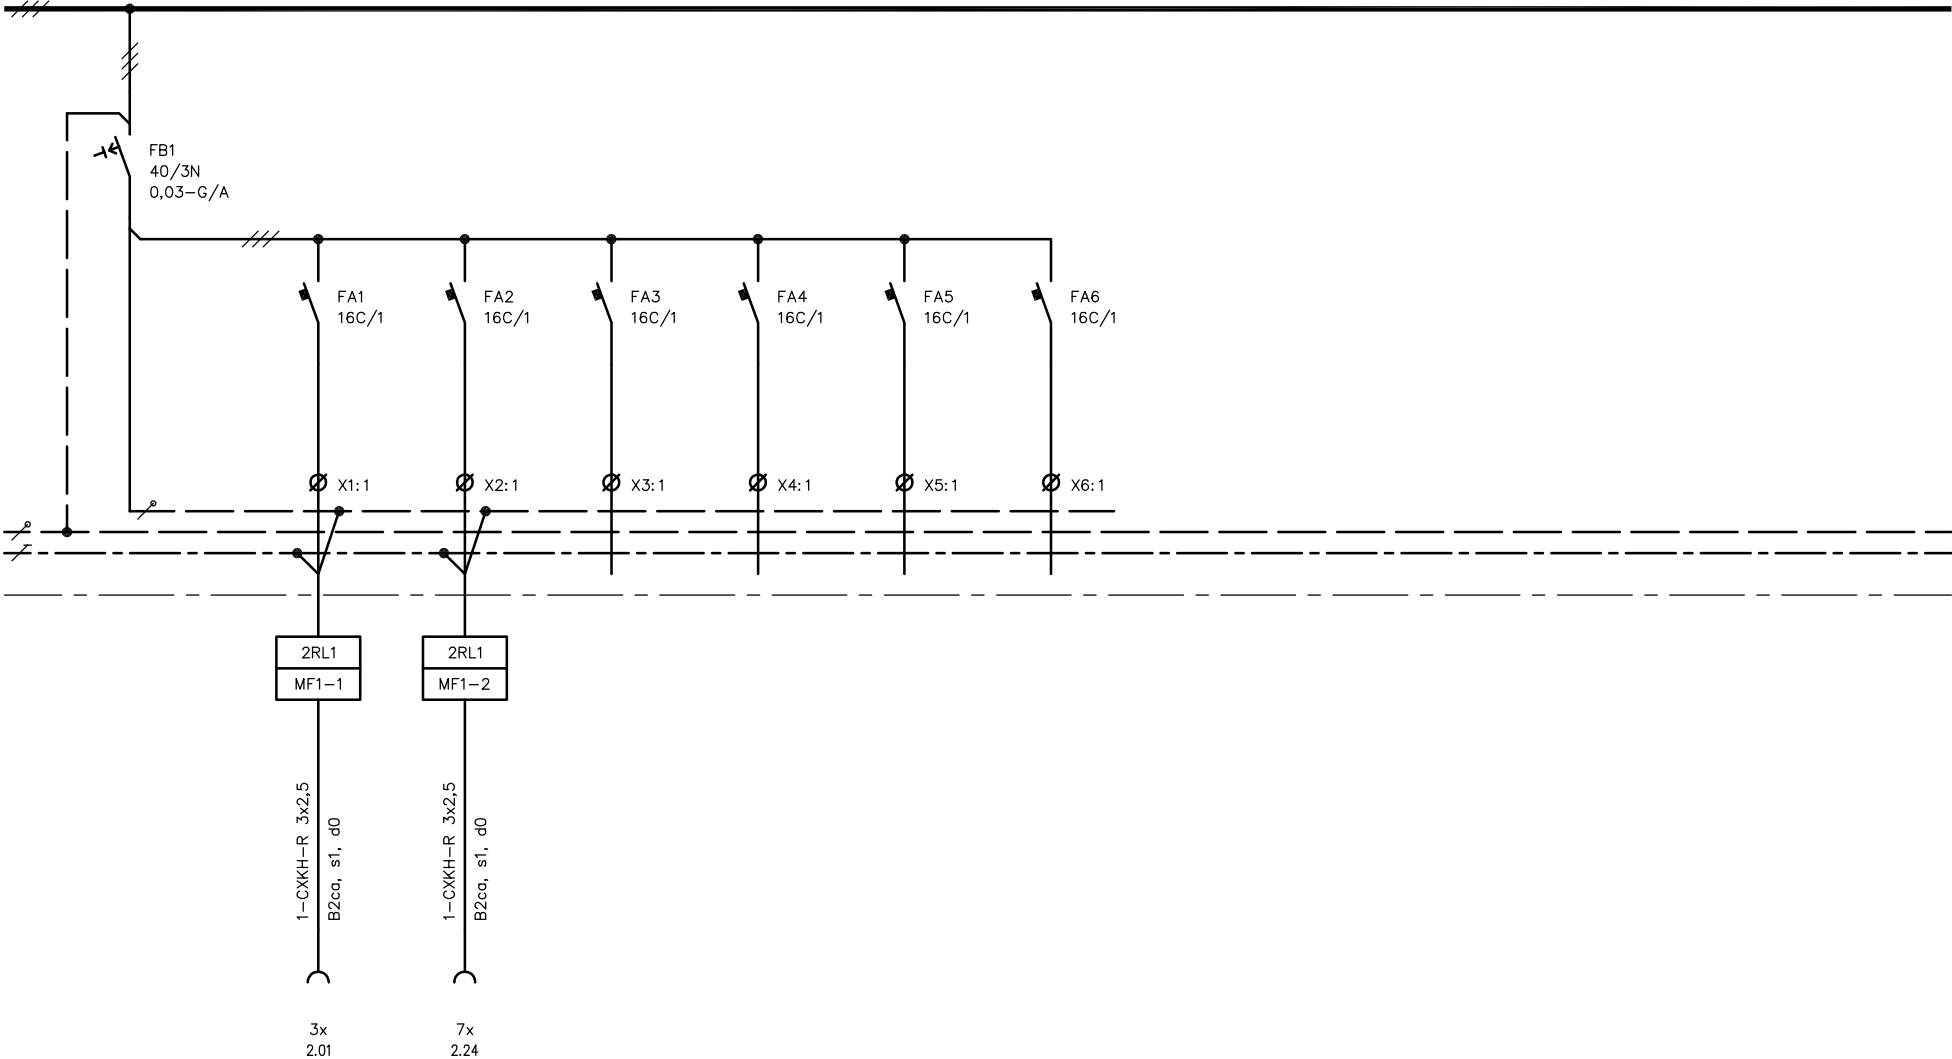 FB1
40/3N
0,03-G/A
FA1
16C/1
FA2
16C/1
FA3
16C/1
FA4
16C/1
FA5
16C/1
FA6
16C/1
X1:1
X2:1
X3:1
X4:1
X5:1
X6:1
2RL1
MF1-1
2RL1
MF1-2
1-CXKH-R 3x2,5
B2ca, s1, d0
1-CXKH-R 3x2,5
B2ca, s1, d0
3x
2.01
7x
2.24